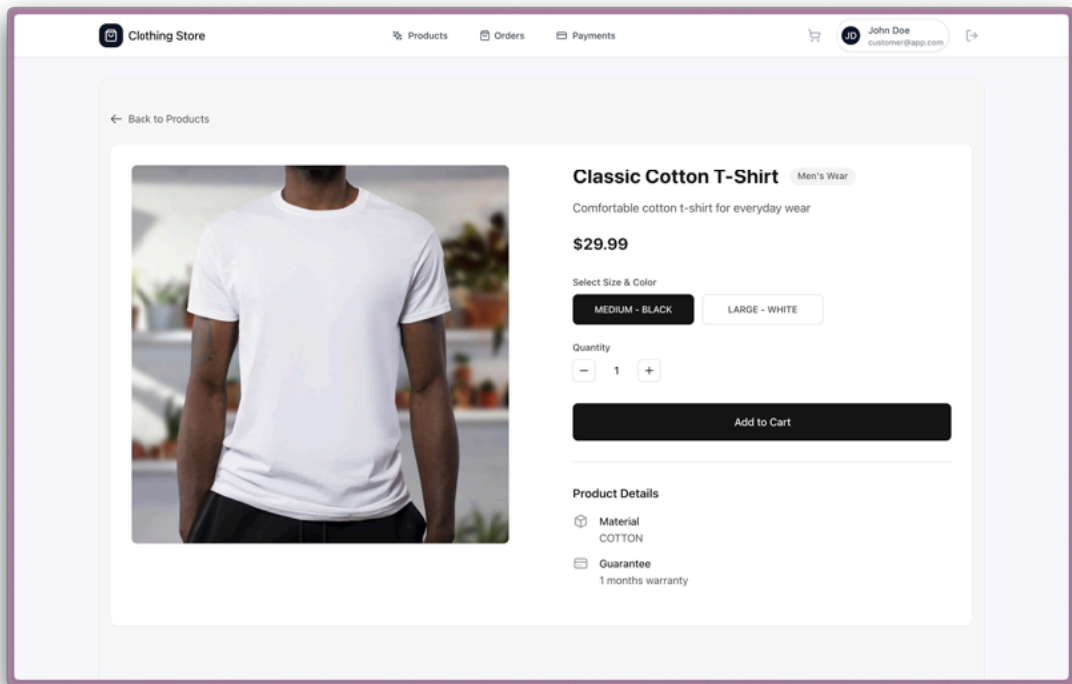 Clothing Store
Products
Orders
Payments
JD
John Doe
customer@app.com
Back to Products
Classic Cotton T-Shirt
Men's Wear
Comfortable cotton t-shirt for everyday wear
$29.99
Select Size & Color
MEDIUM - BLACK
LARGE - WHITE
Quantity
1
Add to Cart
Product Details
Material
COTTON
Guarantee
1 months warranty